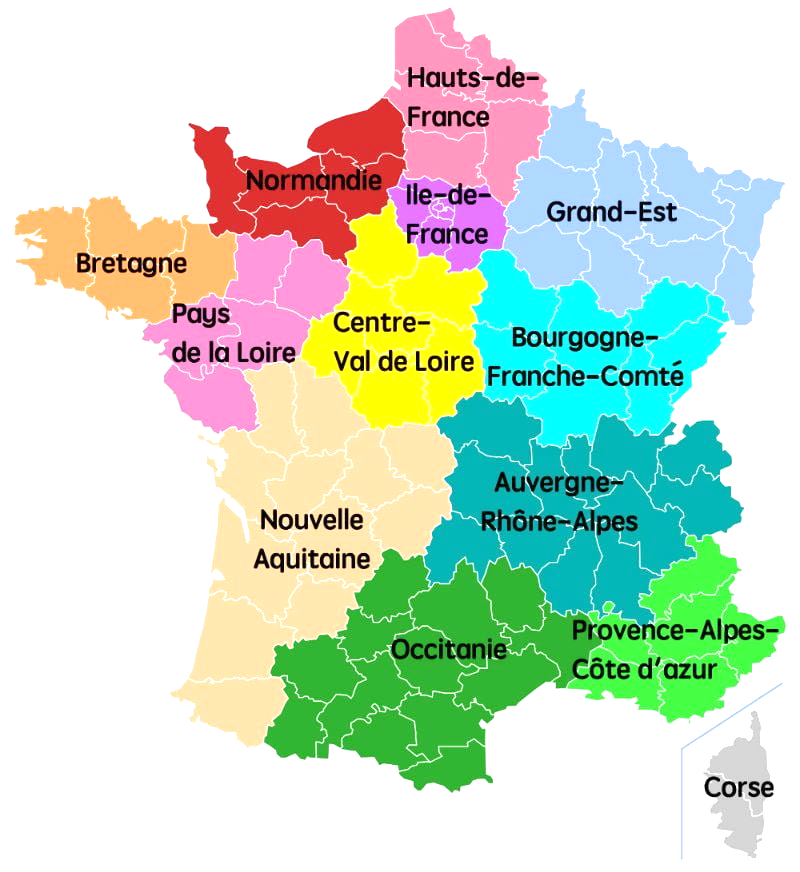 Hauts-de-
France
Normandie
Ile-de-
France
Grand-Est
Bretagne
Pays
de la Loire
Centre-
Val de Loire
Bourgogne-
Franche-Comté
Auvergne-
Rhône-Alpes
Nouvelle
Aquitaine
Occitanie
Provence-Alpes-
Côte d'azur
Corse